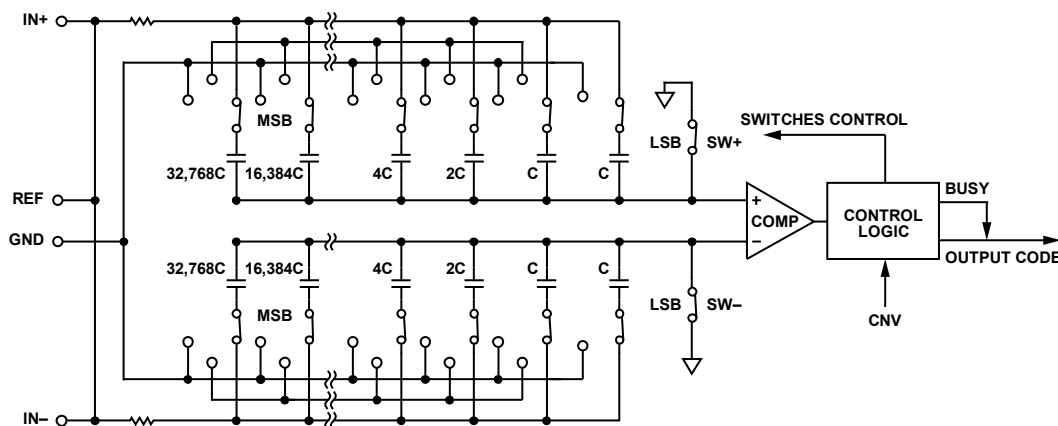 IN+
SWITCHES CONTROL
MSB
LSB SW+
32,768C 16,384C 4C 2C C C
BUSY
REF
+
COMP
CONTROL
LOGIC
GND
–
OUTPUT CODE
32,768C 16,384C 4C 2C C C
MSB
LSB SW–
CNV
IN–